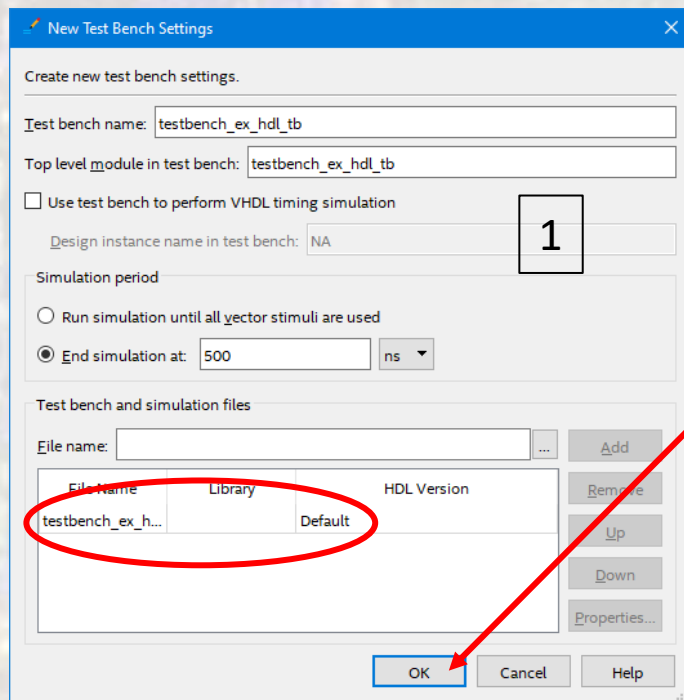 New Test Bench Settings
Create new test bench settings.
Test bench name: testbench_ex_hdl_tb
Top level module in test bench: testbench_ex_hdl_tb
Use test bench to perform VHDL timing simulation
1
Design instance name in test bench: NA
Simulation period
Run simulation until all vector stimuli are used
End simulation at: 500 ns
Test bench and simulation files
File name: ... Add
File Name Library HDL Version Remove
testbench_ex_h... Default
Up
Down
Properties...
OK Cancel Help